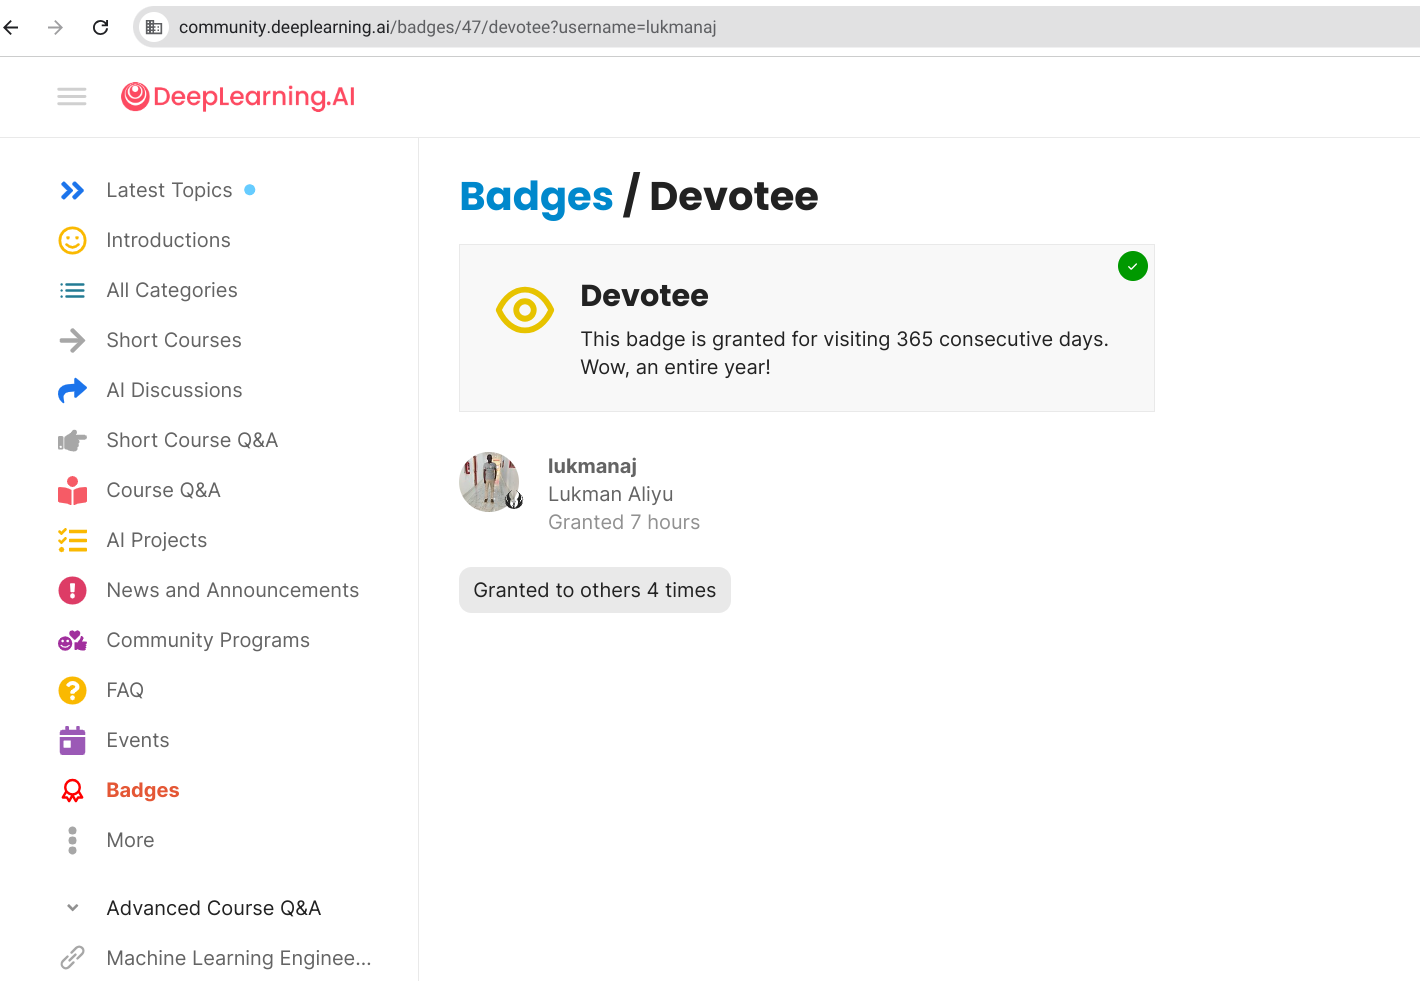 community.deeplearning.ai/badges/47/devotee?username=lukmanaj
DeepLearning.AI
Latest Topics
Introductions
All Categories
Short Courses
AI Discussions
Short Course Q&A
Course Q&A
AI Projects
News and Announcements
Community Programs
FAQ
Events
Badges
More
Advanced Course Q&A
Machine Learning Enginee...
Badges / Devotee
Devotee
This badge is granted for visiting 365 consecutive days.
Wow, an entire year!
lukmanaj
Lukman Aliyu
Granted 7 hours
Granted to others 4 times